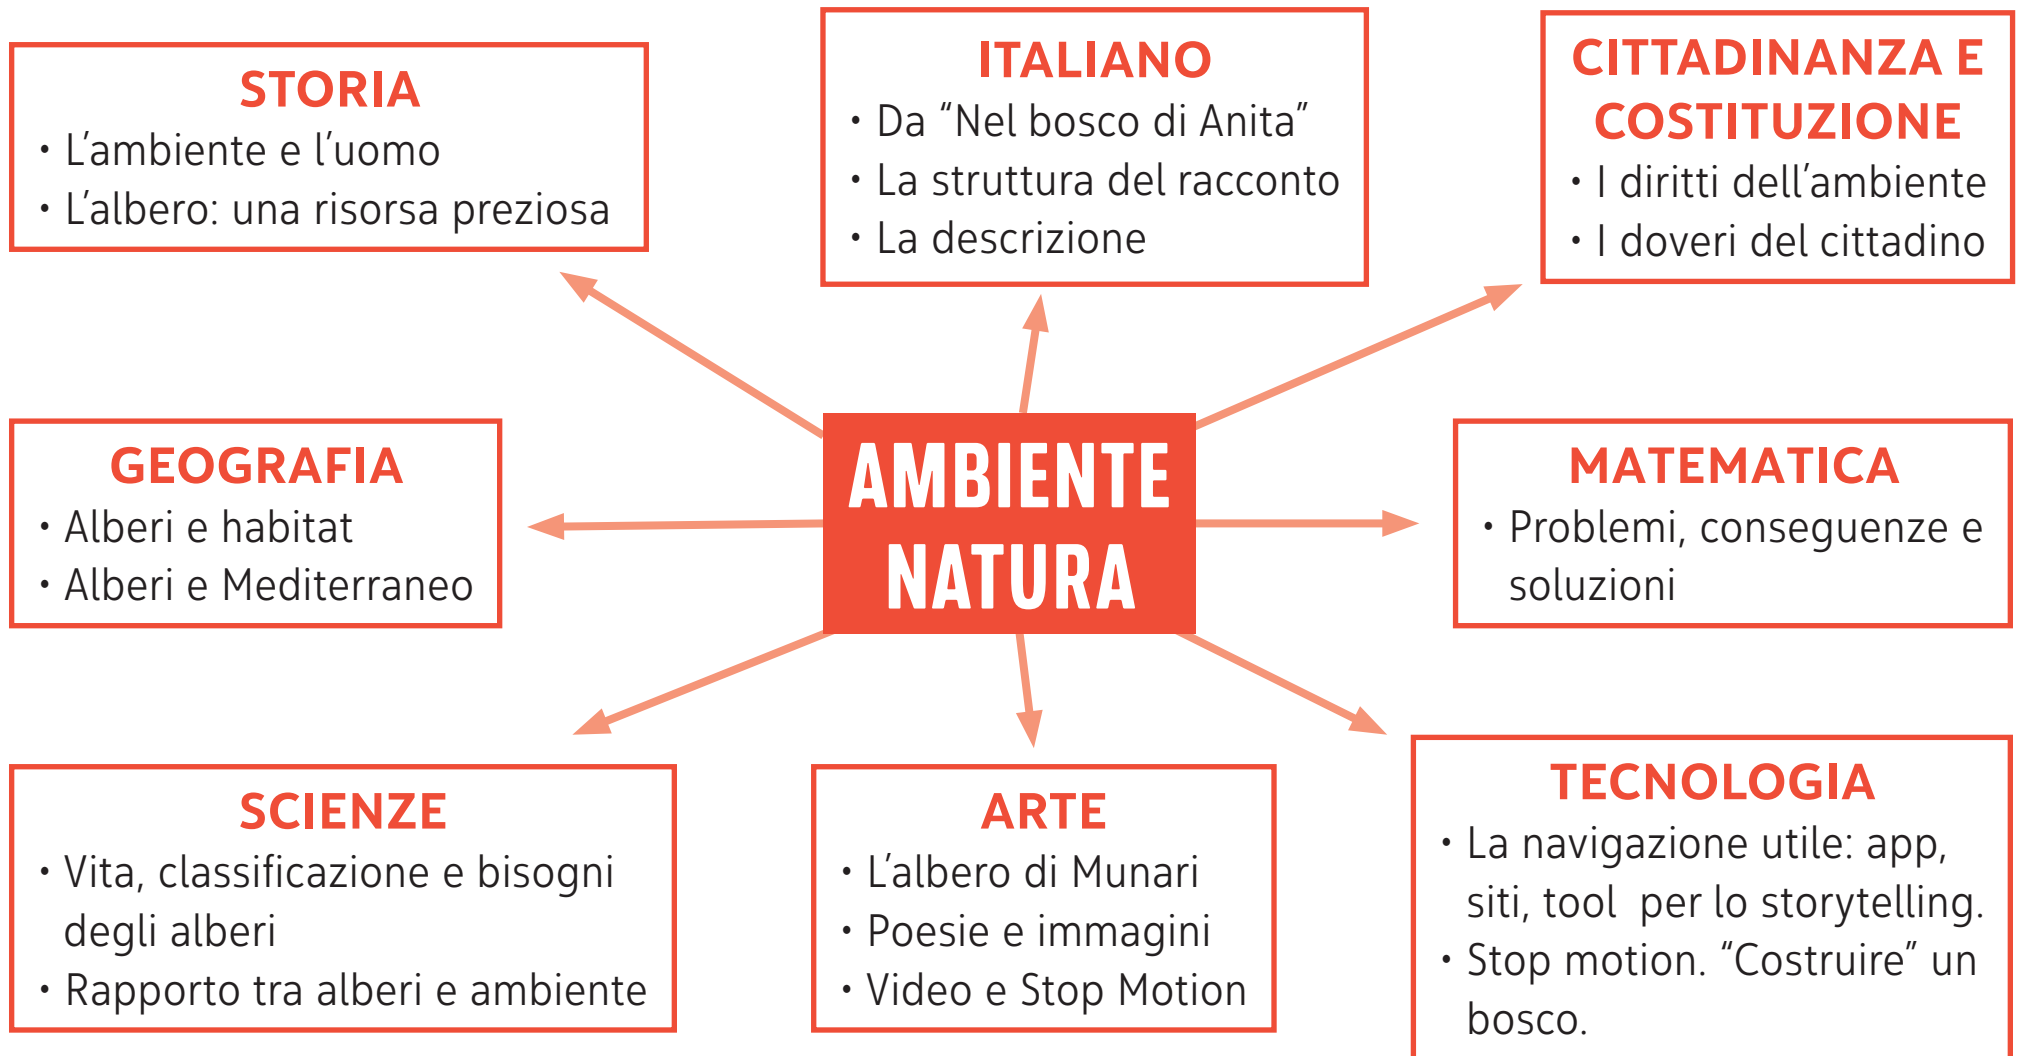 STORIA
• L'ambiente e l'uomo
• L'albero: una risorsa preziosa
ITALIANO
• Da “Nel bosco di Anita”
• La struttura del racconto
• La descrizione
CITTADINANZA E
COSTITUZIONE
• I diritti dell'ambiente
• I doveri del cittadino
GEOGRAFIA
• Alberi e habitat
• Alberi e Mediterraneo
AMBIENTE
NATURA
MATEMATICA
• Problemi, conseguenze e
soluzioni
SCIENZE
• Vita, classificazione e bisogni
degli alberi
• Rapporto tra alberi e ambiente
ARTE
• L'albero di Munari
• Poesie e immagini
• Video e Stop Motion
TECNOLOGIA
• La navigazione utile: app,
siti, tool  per lo storytelling.
• Stop motion. “Costruire” un
bosco.